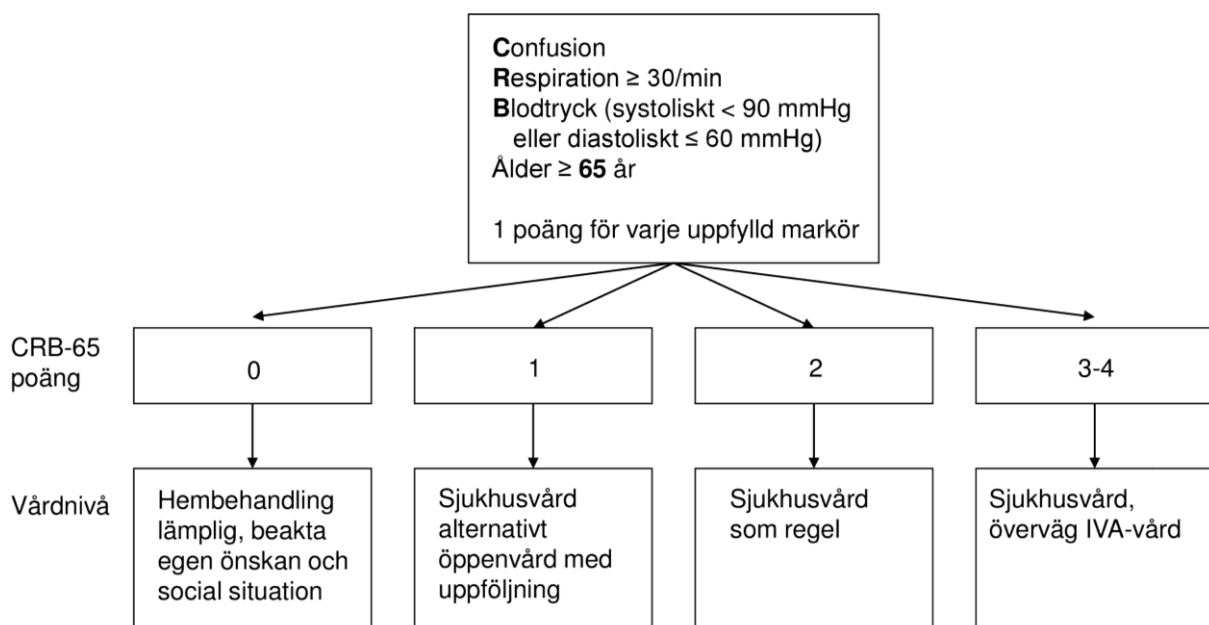 Confusion
Respiration ≥ 30/min
Blodtryck (systoliskt < 90 mmHg
eller diastoliskt ≤ 60 mmHg)
Ålder ≥ 65 år
1 poäng för varje uppfylld markör
CRB-65
poäng
0
1
2
3-4
Vårdnivå
Hembehandling
lämplig, beakta
egen önskan och
social situation
Sjukhusvård
alternativt
öppenvård med
uppföljning
Sjukhusvård
som regel
Sjukhusvård,
överväg IVA-vård